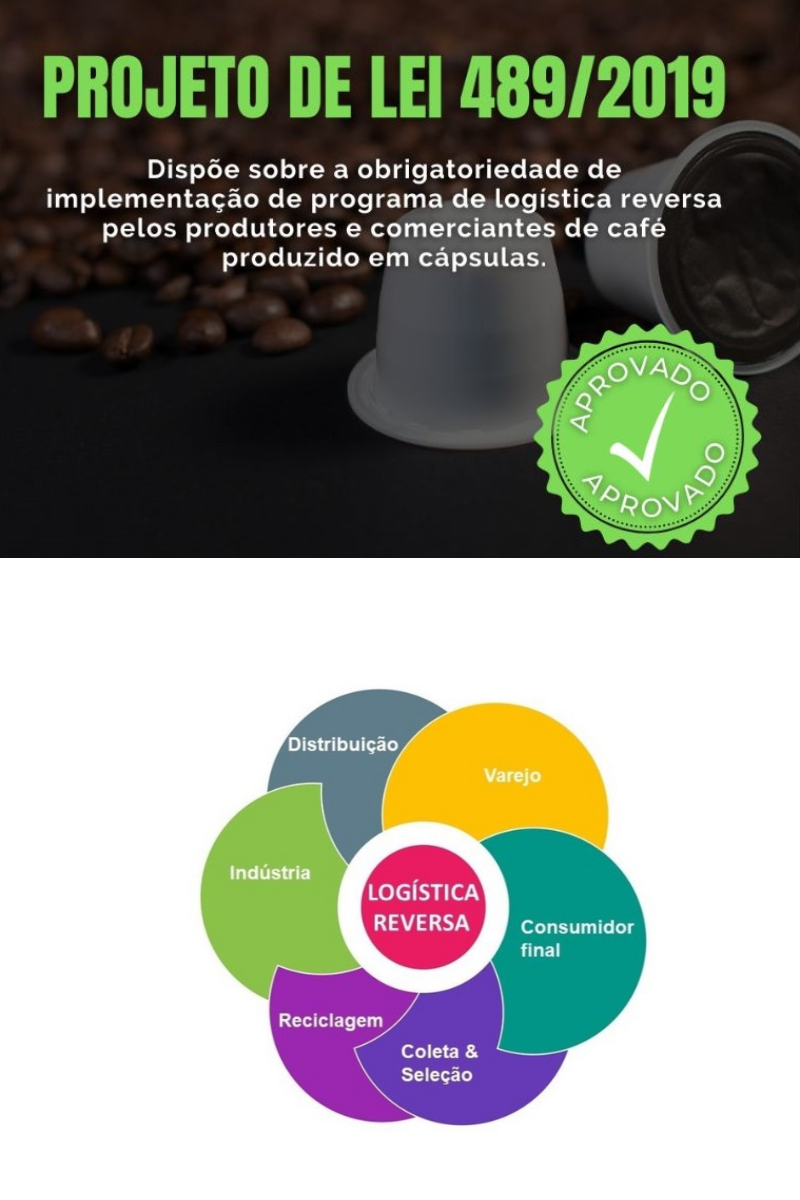 PROJETO DE LEI 489/2019
Dispõe sobre a obrigatoriedade de
implementação de programa de logística reversa
pelos produtores e comerciantes de café
produzido em cápsulas.
APROVADO
APROVADO
Distribuição
Varejo
Indústria
LOGÍSTICA
REVERSA
Consumidor
final
Reciclagem
Coleta &
Seleção